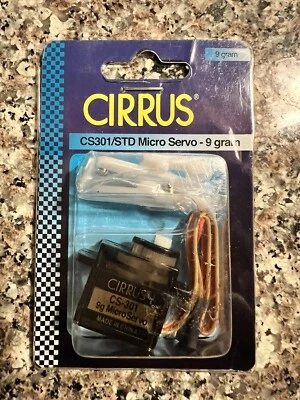 9 gram
CIRRUS®
CS301/STD Micro Servo - 9 gram
CIRRUS
CS-301
9g Micro Servo
MADE IN CHINA